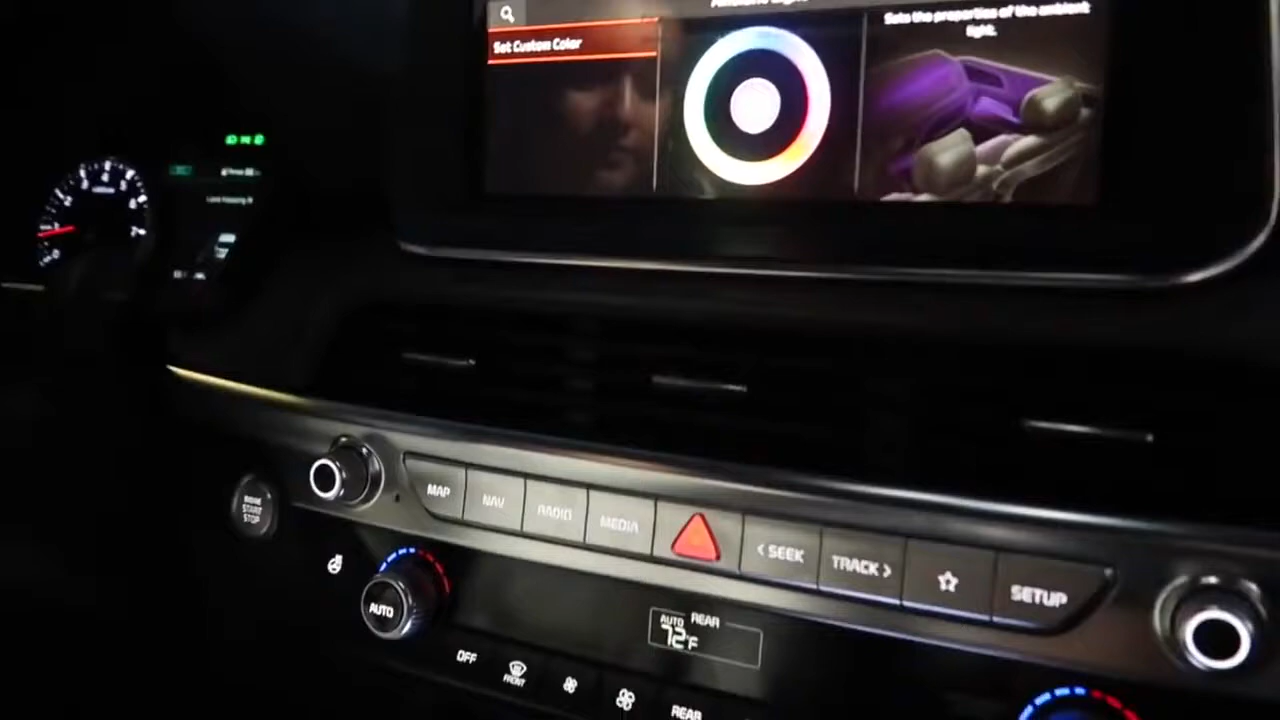 Sets the properties of the ambient
light.
Set Custom Color
ENGINE
START
STOP
MAP
NAV
RADIO
MEDIA
< SEEK
TRACK >
SETUP
AUTO
AUTO REAR
72°F
OFF
FRONT
REAR